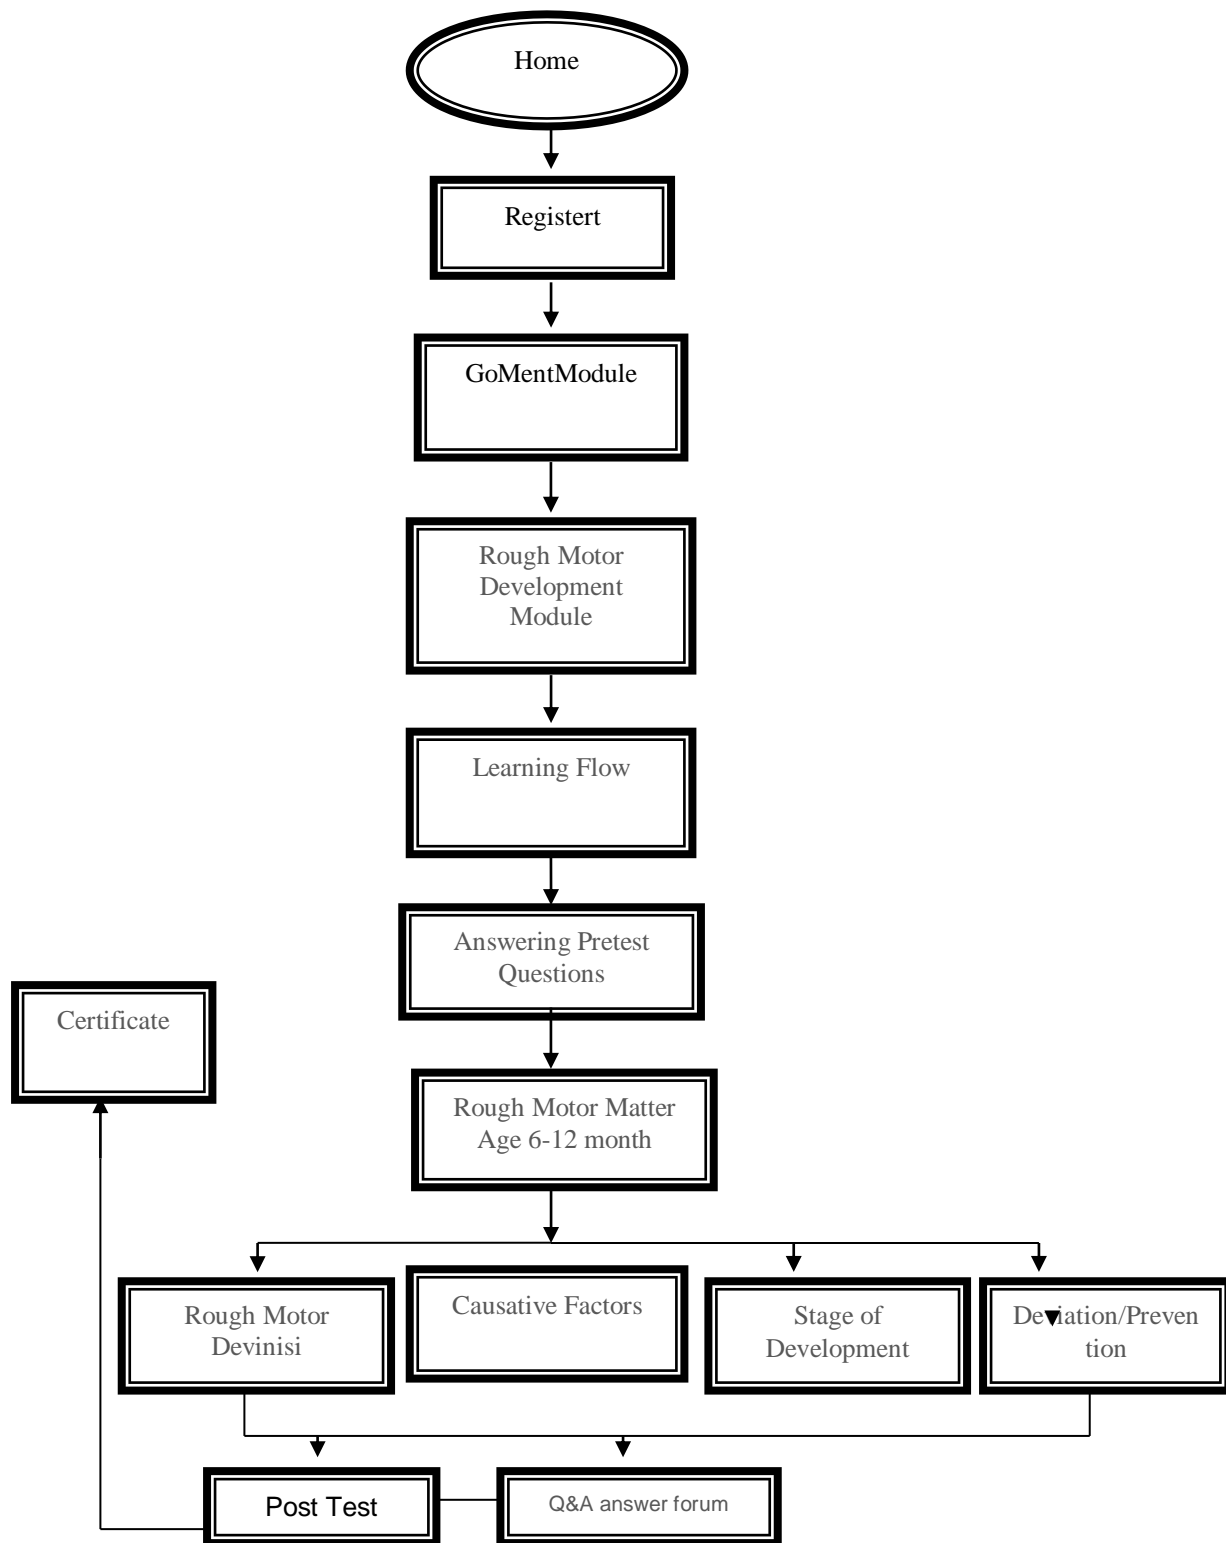 Home
Registert
GoMentModule
Rough Motor
Development
Module
Learning Flow
Answering Pretest
Questions
Certificate
Rough Motor Matter
Age 6-12 month
Rough Motor
Devinisi
Causative Factors
Stage of
Development
Deviation/Preven
tion
Post Test
Q&A answer forum